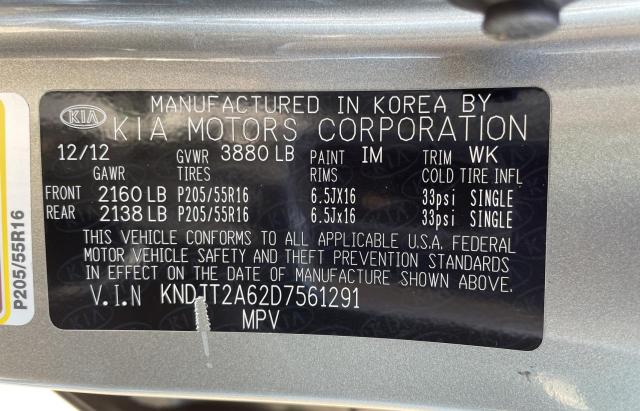 MANUFACTURED IN KOREA BY
KIA KIA MOTORS CORPORATION
12/12 GVWR 3880 LB PAINT IM TRIM WK
GAWR TIRES RIMS COLD TIRE INFL
FRONT 2160 LB P205/55R16 6.5JX16 33psi SINGLE
REAR 2138 LB P205/55R16 6.5Jx16 33psi SINGLE
THIS VEHICLE CONFORMS TO ALL APPLICABLE U.S.A. FEDERAL
MOTOR VEHICLE SAFETY AND THEFT PREVENTION STANDARDS
IN EFFECT ON THE DATE OF MANUFACTURE SHOWN ABOVE.
V.I.N KNDJT2A62D7561291
MPV
P205/55R16